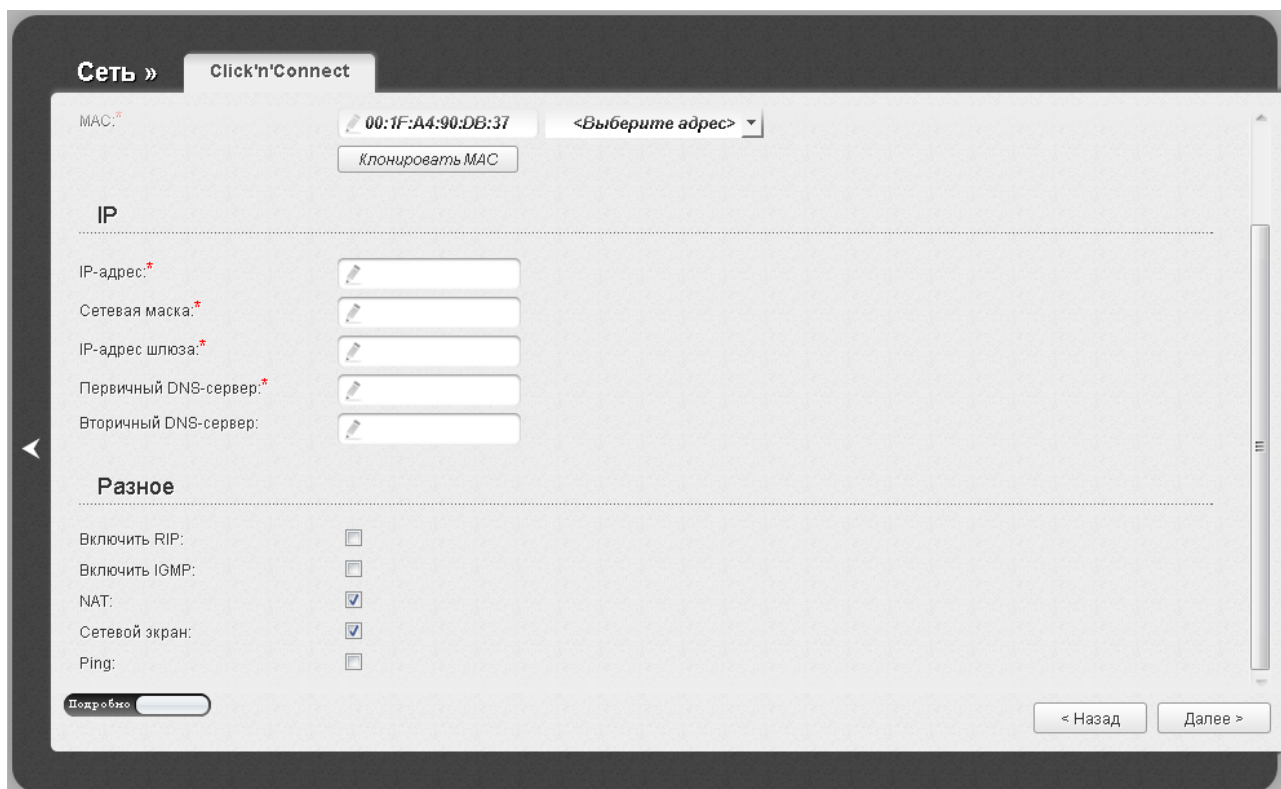 Сеть »
Click'n'Connect
MAC:*
00:1F:A4:90:DB:37 <Выберите адрес>
Клонировать MAC
IP
IP-адрес:*
Сетевая маска:*
IP-адрес шлюза:*
Первичный DNS-сервер:*
Вторичный DNS-сервер:
Разное
Включить RIP:
Включить IGMP:
NAT:
Сетевой экран:
Ping:
Подробно
< Назад
Далее >